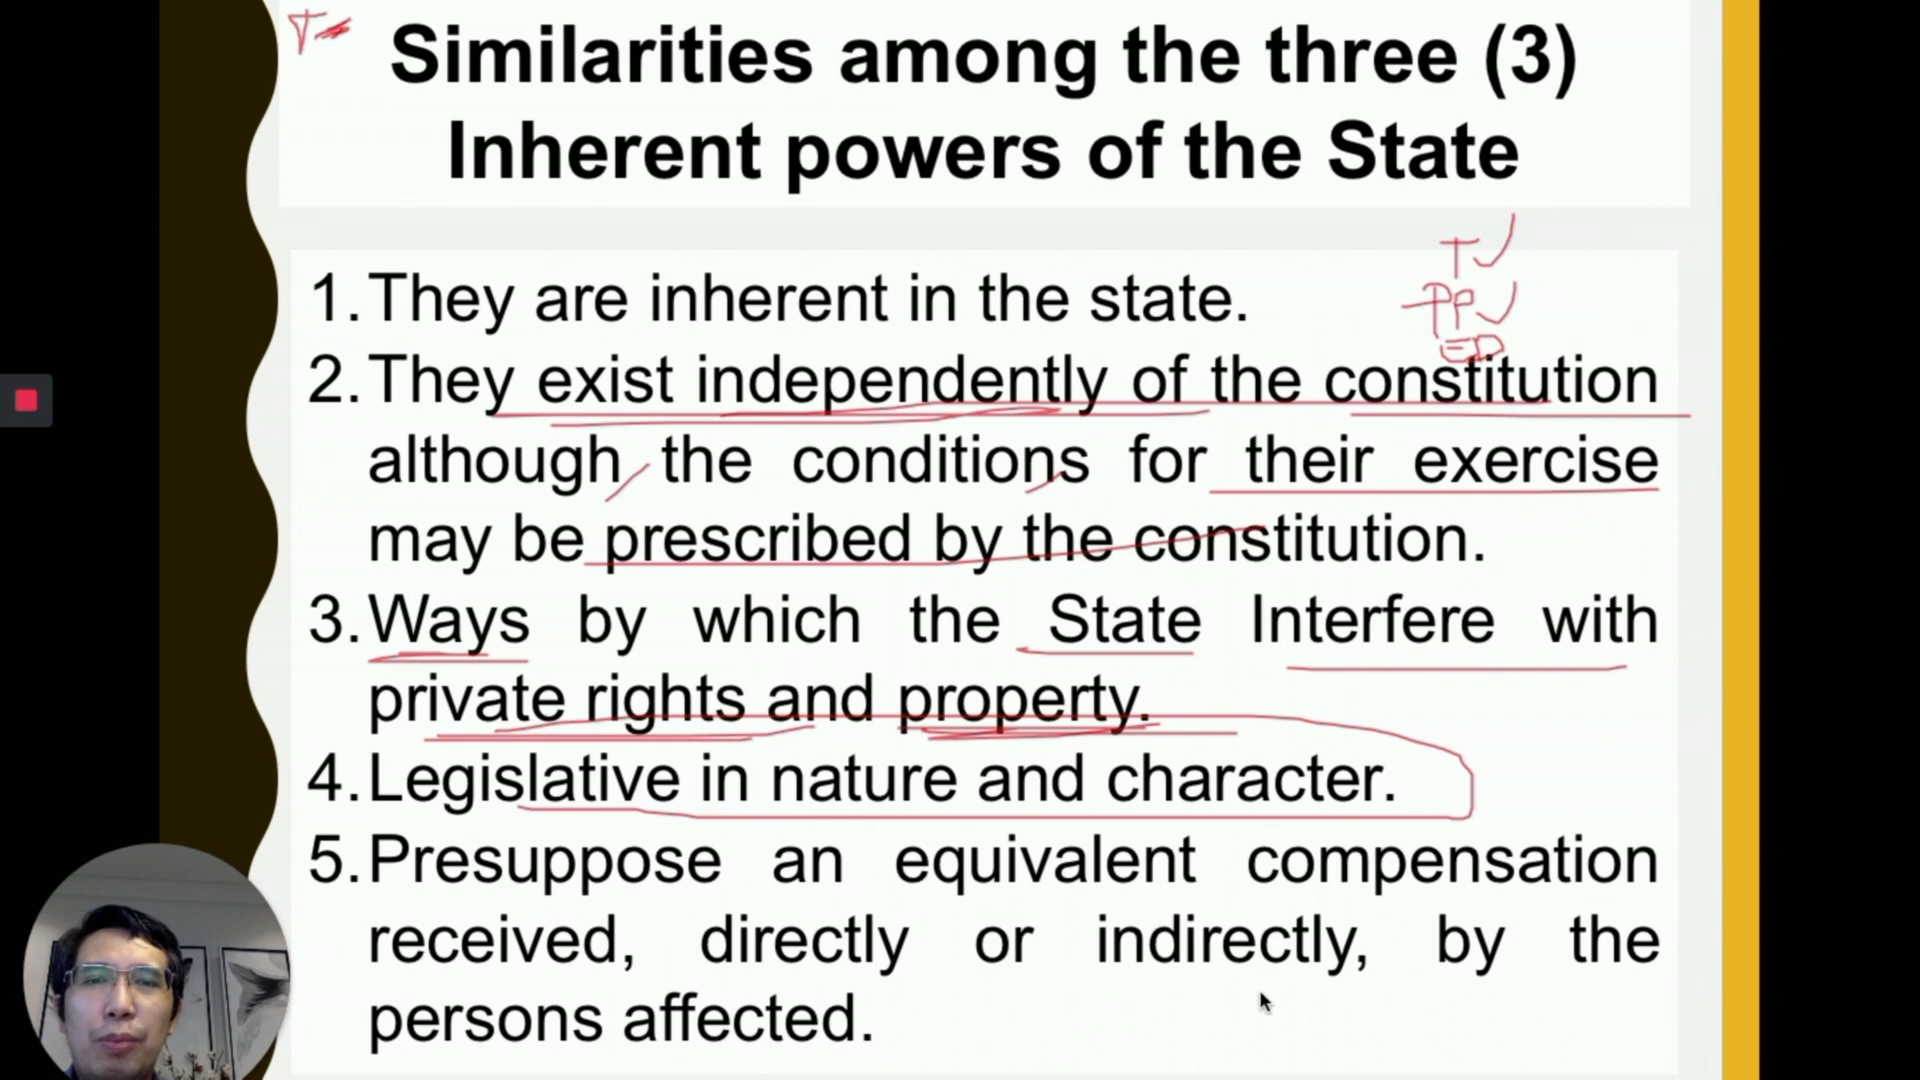 T
Similarities among the three (3)
Inherent powers of the State
T
1. They are inherent in the state.
PP
ED
2. They exist independently of the constitution
although the conditions for their exercise
may be prescribed by the constitution.
3. Ways by which the State Interfere with
private rights and property.
4. Legislative in nature and character.
5. Presuppose an equivalent compensation
received, directly or indirectly, by the
persons affected.